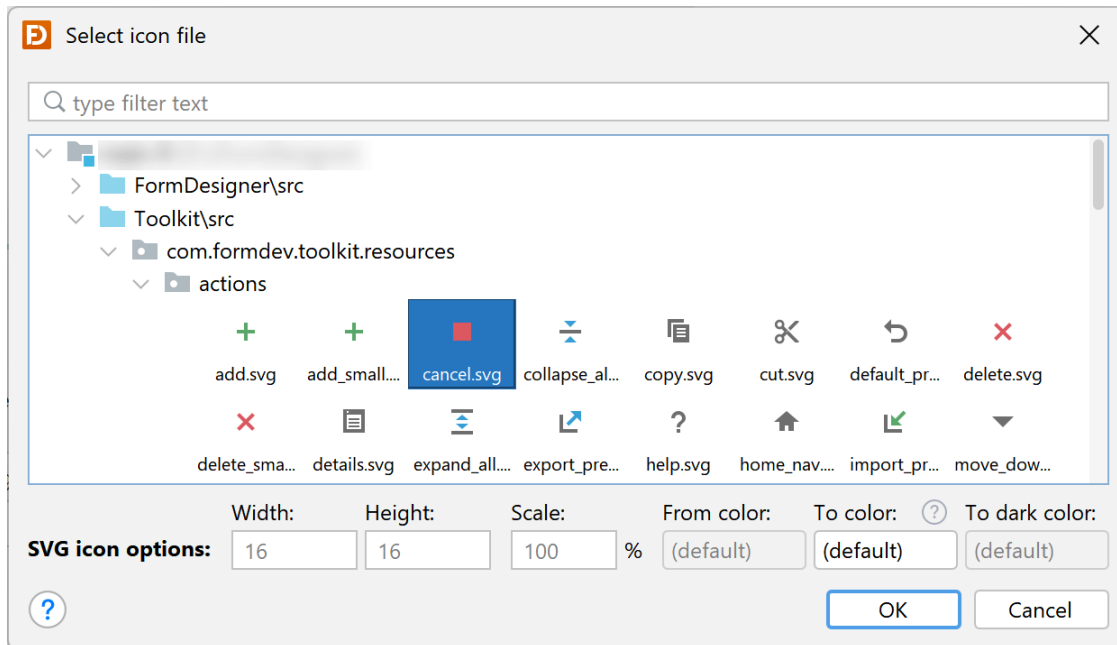 Select icon file
type filter text
FormDesigner\src
Toolkit\src
com.formdev.toolkit.resources
actions
add.svg add_small.... cancel.svg collapse_al... copy.svg cut.svg default_pr... delete.svg
delete_sma... details.svg expand_all.... export_pre... help.svg home_nav.... import_pr... move_dow...
Width: Height: Scale: From color: To color: ? To dark color:
SVG icon options: 16 16 100 % (default) (default) (default)
? OK Cancel